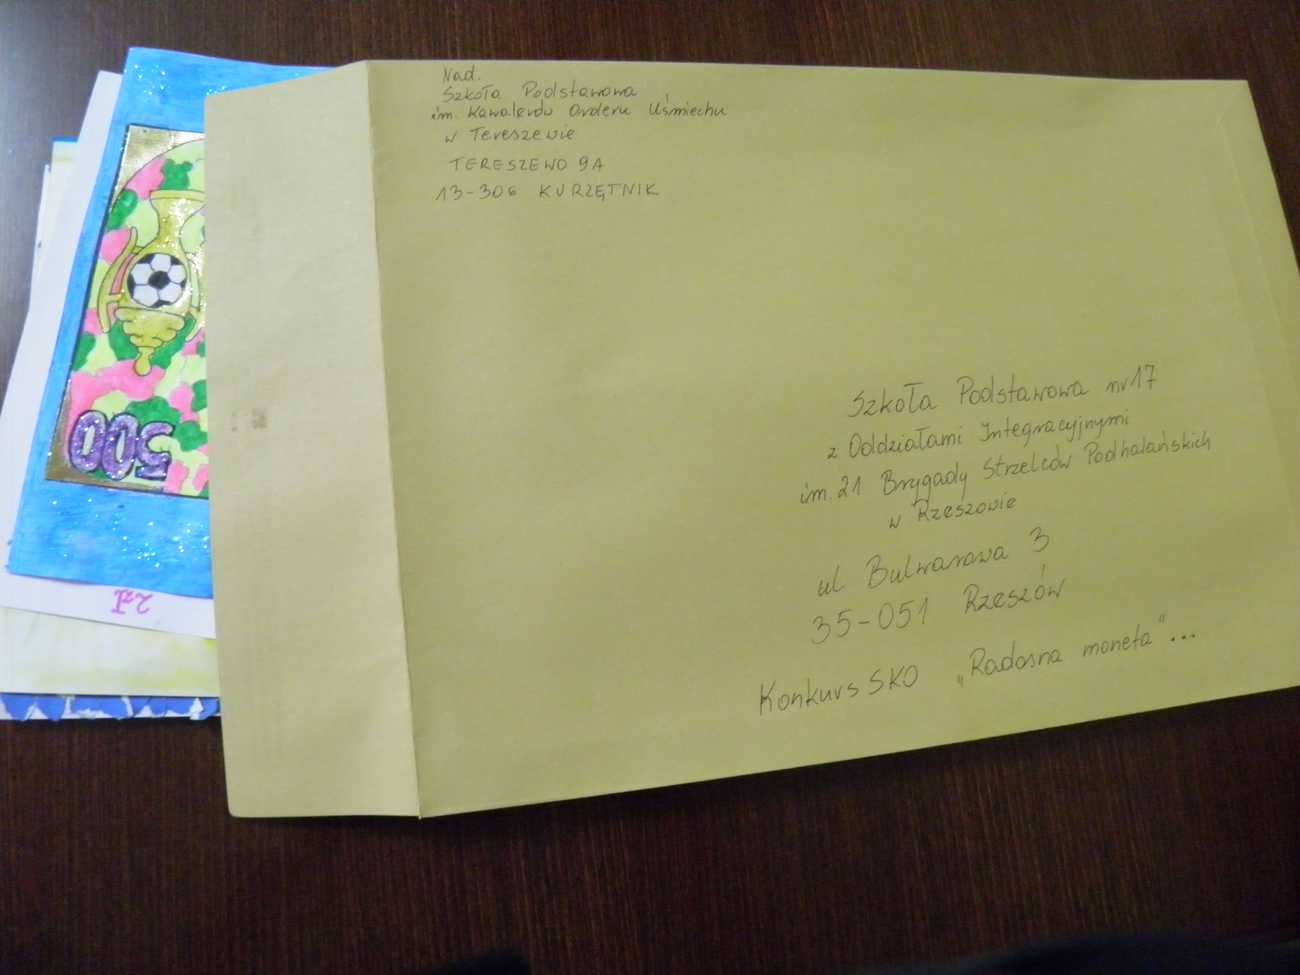 Nad.
Szkoła Podstawowa
im. Kawalerów Orderu Uśmiechu
w Tereszewie
TERESZEWO 9A
13-306 KURZĘTNIK
Szkoła Podstawowa nr 17
z Oddziałami Integracyjnymi
im. 21 Brygady Strzelców Podhalańskich
w Rzeszowie
ul Bulwarowa 3
35-051 Rzeszów
Konkurs SKO „Radosna moneta"...
500
zł